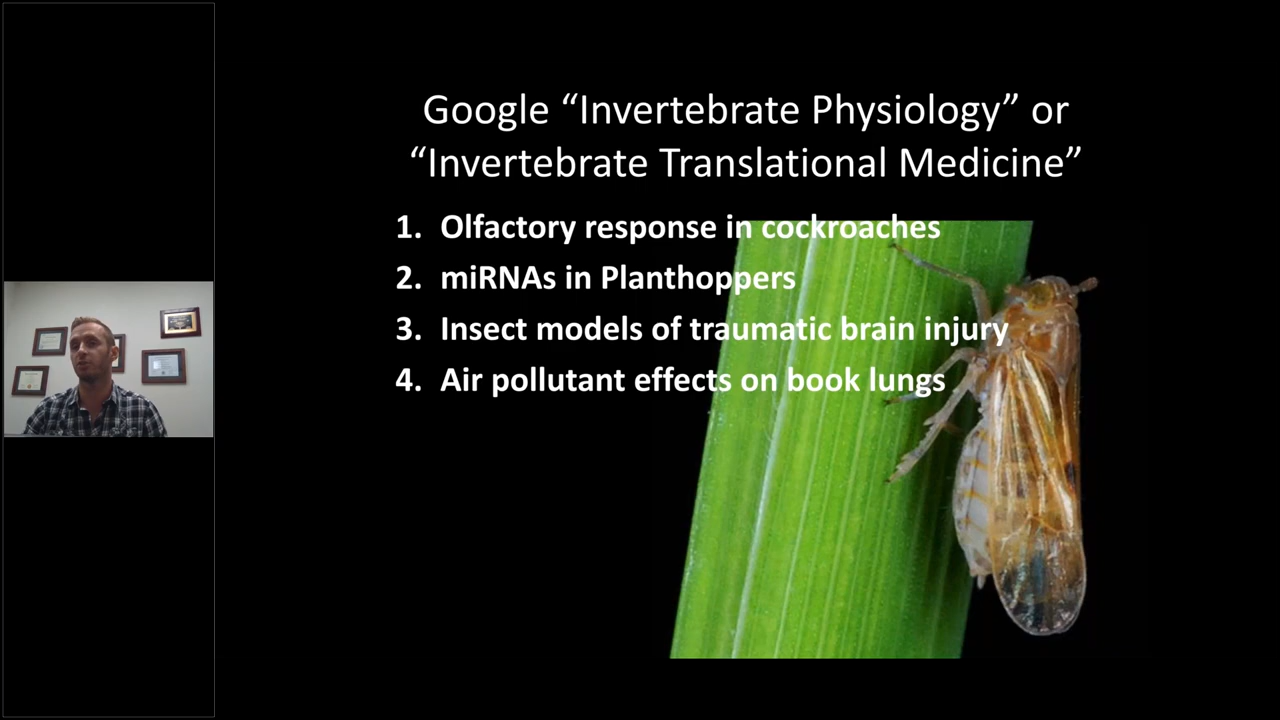 Google “Invertebrate Physiology” or
“Invertebrate Translational Medicine”
1. Olfactory response in cockroaches
2. miRNAs in Planthoppers
3. Insect models of traumatic brain injury
4. Air pollutant effects on book lungs